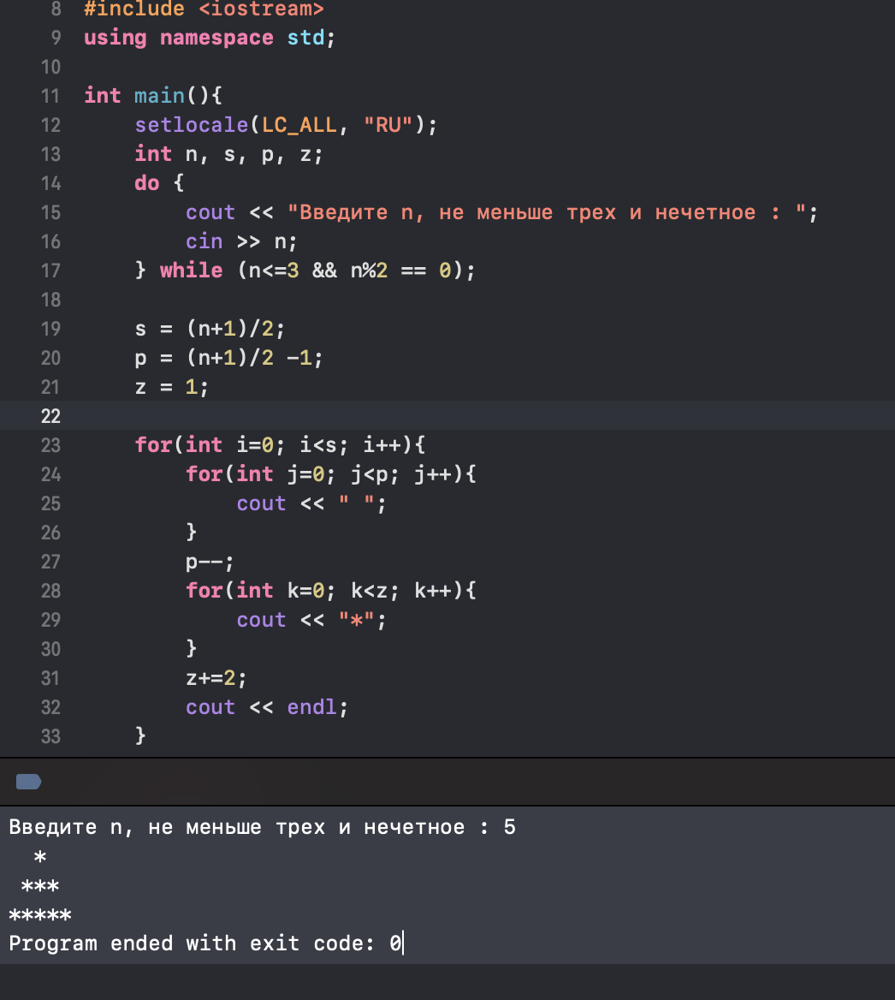 8 #include <iostream>
9 using namespace std;
10
11 int main(){
12     setlocale(LC_ALL, "RU");
13     int n, s, p, z;
14     do {
15         cout << "Введите n, не меньше трех и нечетное : ";
16         cin >> n;
17     } while (n<=3 && n%2 == 0);
18
19     s = (n+1)/2;
20     p = (n+1)/2 -1;
21     z = 1;
22
23     for(int i=0; i<s; i++){
24         for(int j=0; j<p; j++){
25             cout << " ";
26         }
27         p--;
28         for(int k=0; k<z; k++){
29             cout << "*";
30         }
31         z+=2;
32         cout << endl;
33     }
Введите n, не меньше трех и нечетное : 5
  *
 ***
*****
Program ended with exit code: 0